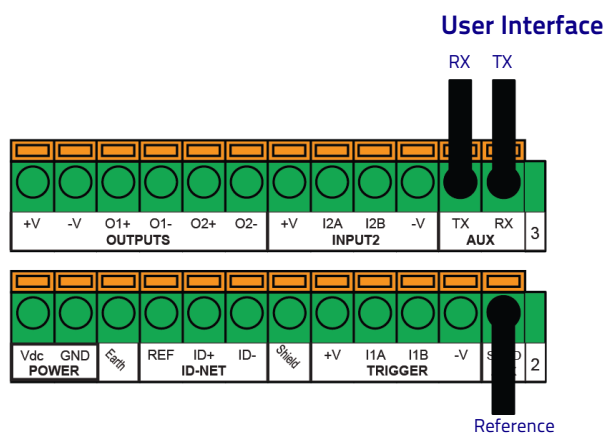 User Interface
RX TX
+V -V O1+ O1- O2+ O2- +V I2A I2B -V TX RX
OUTPUTS INPUT2 AUX 3
Vdc GND Earth REF ID+ ID- Shield +V I1A I1B -V
POWER ID-NET TRIGGER 2
Reference